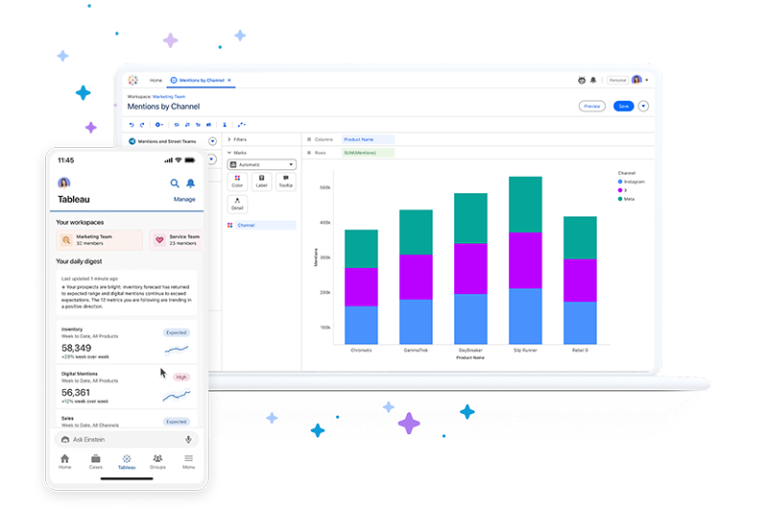 Home
Mentions by Channel ×
Personal
Workspace: Marketing Team
Mentions by Channel
Preview
Save
Mentions and Street Teams
Filters
Columns
Product Name
Marks
Rows
SUM(Mentions)
Automatic
Color
Label
Tooltip
Detail
Channel
Mentions
500k
400k
300k
200k
100k
Chromatic
GammaTrek
DayBreaker
Slip Runner
Rebel 9
Product Name
Channel
Instagram
X
Meta
11:45
Tableau
Manage
Your workspaces
Marketing Team
32 members
Service Team
23 members
Your daily digest
Last updated 1 minute ago
Your prospects are bright: inventory forecast has returned
to expected range and digital mentions continue to exceed
expectations. The 12 metrics you are following are trending in
a positive direction.
Inventory
Week to Date, All Products
Expected
58,349
+20% week over week
Digital Mentions
Week to Date, All Products
High
56,361
+12% week over week
Sales
Week to Date, All Channels
Expected
Ask Einstein
Home
Cases
Tableau
Groups
Menu